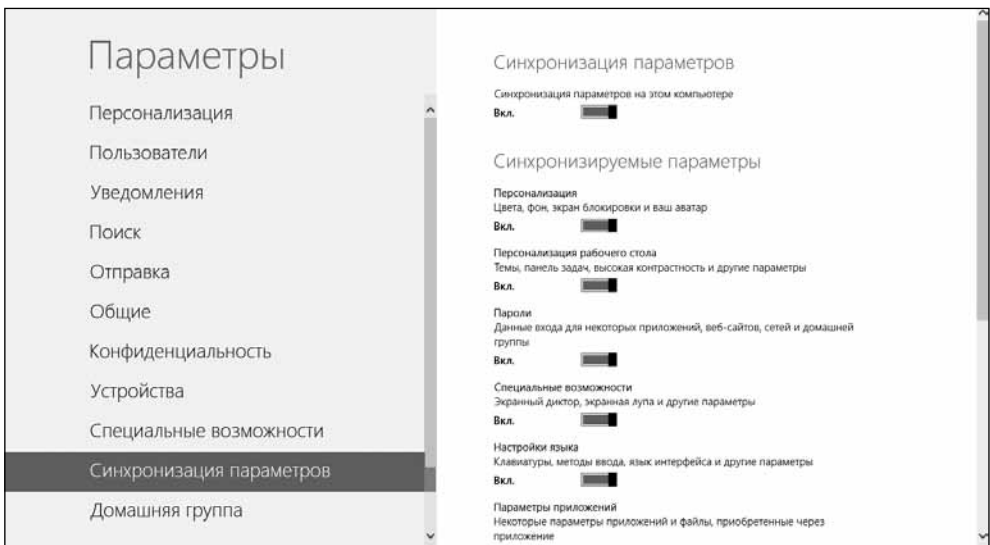 Параметры
Персонализация
Пользователи
Уведомления
Поиск
Отправка
Общие
Конфиденциальность
Устройства
Специальные возможности
Синхронизация параметров
Домашняя группа
Синхронизация параметров
Синхронизация параметров на этом компьютере
Вкл.
Синхронизируемые параметры
Персонализация
Цвета, фон, экран блокировки и ваш аватар
Вкл.
Персонализация рабочего стола
Темы, панель задач, высокая контрастность и другие параметры
Вкл.
Пароли
Данные входа для некоторых приложений, веб-сайтов, сетей и домашней
группы
Вкл.
Специальные возможности
Экранный диктор, экранная лупа и другие параметры
Вкл.
Настройки языка
Клавиатуры, методы ввода, язык интерфейса и другие параметры
Вкл.
Параметры приложений
Некоторые параметры приложений и файлы, приобретенные через
приложение